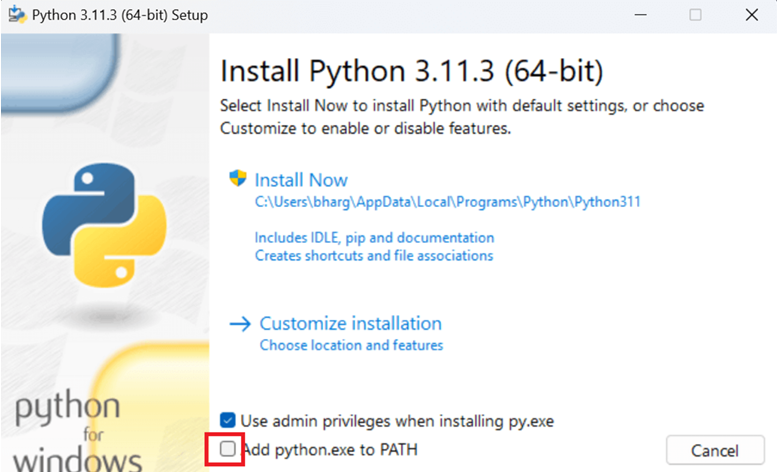 Python 3.11.3 (64-bit) Setup
Install Python 3.11.3 (64-bit)
Select Install Now to install Python with default settings, or choose
Customize to enable or disable features.
Install Now
C:\Users\bharg\AppData\Local\Programs\Python\Python311
Includes IDLE, pip and documentation
Creates shortcuts and file associations
Customize installation
Choose location and features
python
for
windows
Use admin privileges when installing py.exe
Add python.exe to PATH
Cancel